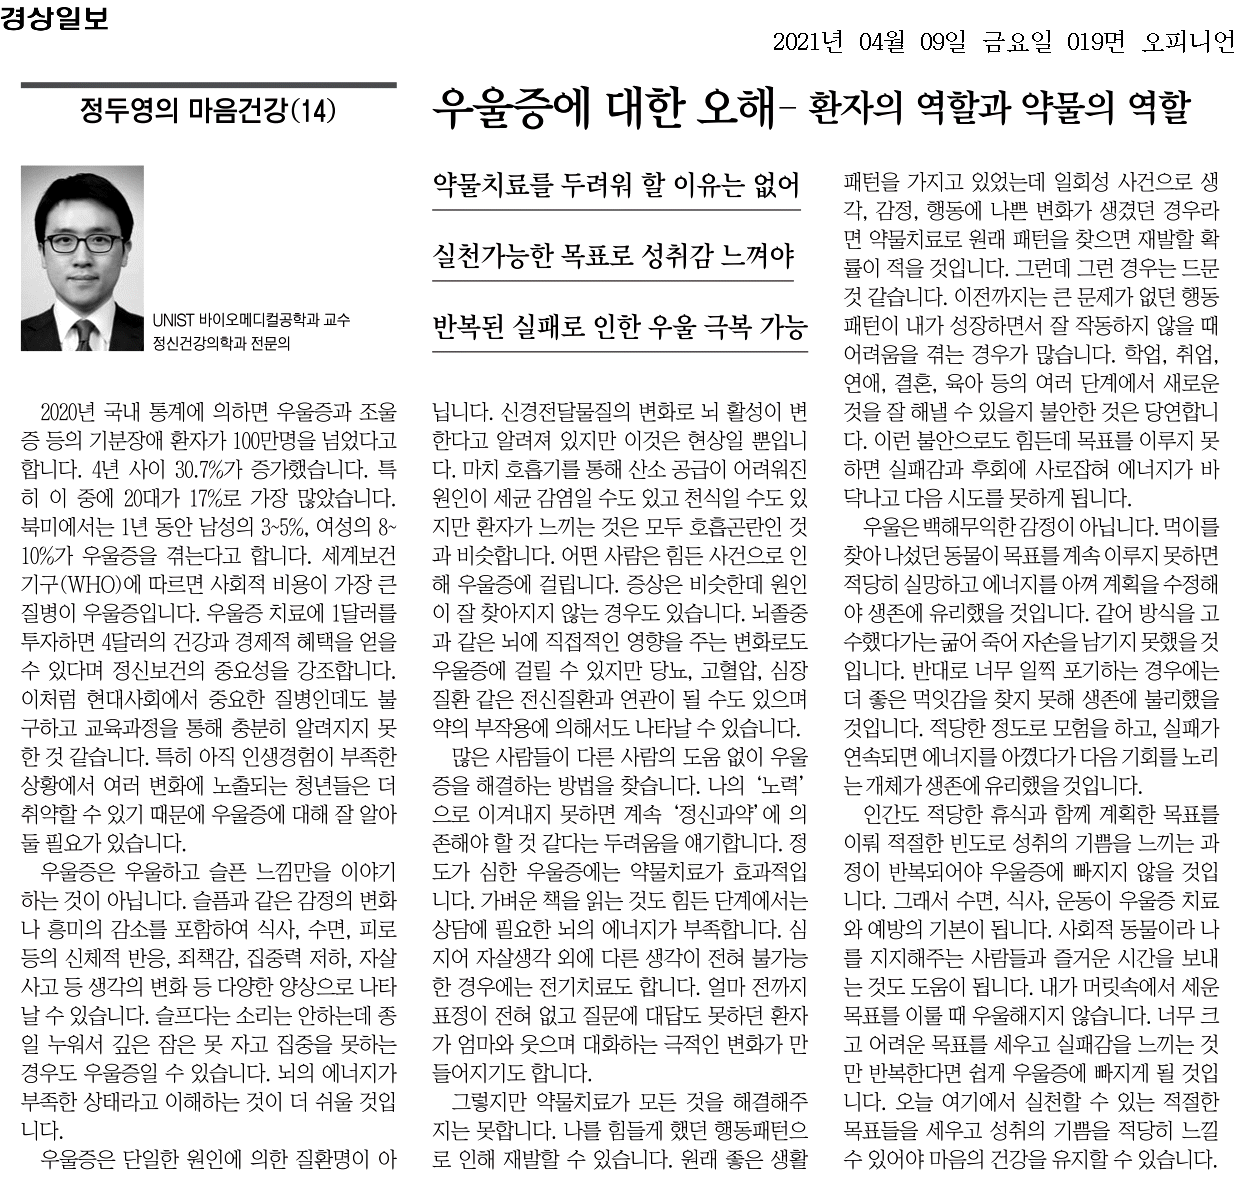 경상일보
2021년 04월 09일 금요일 019면 오피니언
정두영의 마음건강(14)
우울증에 대한 오해- 환자의 역할과 약물의 역할
UNIST 바이오메디컬공학과 교수
정신건강의학과 전문의
약물치료를 두려워 할 이유는 없어
실천가능한 목표로 성취감 느껴야
반복된 실패로 인한 우울 극복 가능
2020년 국내 통계에 의하면 우울증과 조울
증 등의 기분장애 환자가 100만명을 넘었다고
합니다. 4년 사이 30.7%가 증가했습니다. 특
히 이 중에 20대가 17%로 가장 많았습니다.
북미에서는 1년 동안 남성의 3~5%, 여성의 8~
10%가 우울증을 겪는다고 합니다. 세계보건
기구(WHO)에 따르면 사회적 비용이 가장 큰
질병이 우울증입니다. 우울증 치료에 1달러를
투자하면 4달러의 건강과 경제적 혜택을 얻을
수 있다며 정신보건의 중요성을 강조합니다.
이처럼 현대사회에서 중요한 질병인데도 불
구하고 교육과정을 통해 충분히 알려지지 못
한 것 같습니다. 특히 아직 인생경험이 부족한
상황에서 여러 변화에 노출되는 청년들은 더
취약할 수 있기 때문에 우울증에 대해 잘 알아
둘 필요가 있습니다.
우울증은 우울하고 슬픈 느낌만을 이야기
하는 것이 아닙니다. 슬픔과 같은 감정의 변화
나 흥미의 감소를 포함하여 식사, 수면, 피로
등의 신체적 반응, 죄책감, 집중력 저하, 자살
사고 등 생각의 변화 등 다양한 양상으로 나타
날 수 있습니다. 슬프다는 소리는 안하는데 종
일 누워서 깊은 잠은 못 자고 집중을 못하는
경우도 우울증일 수 있습니다. 뇌의 에너지가
부족한 상태라고 이해하는 것이 더 쉬울 것입
니다.
우울증은 단일한 원인에 의한 질환명이 아
닙니다. 신경전달물질의 변화로 뇌 활성이 변
한다고 알려져 있지만 이것은 현상일 뿐입니
다. 마치 호흡기를 통해 산소 공급이 어려워진
원인이 세균 감염일 수도 있고 천식일 수도 있
지만 환자가 느끼는 것은 모두 호흡곤란인 것
과 비슷합니다. 어떤 사람은 힘든 사건으로 인
해 우울증에 걸립니다. 증상은 비슷한데 원인
이 잘 찾아지지 않는 경우도 있습니다. 뇌졸중
과 같은 뇌에 직접적인 영향을 주는 변화로도
우울증에 걸릴 수 있지만 당뇨, 고혈압, 심장
질환 같은 전신질환과 연관이 될 수도 있으며
약의 부작용에 의해서도 나타날 수 있습니다.
많은 사람들이 다른 사람의 도움 없이 우울
증을 해결하는 방법을 찾습니다. 나의 ‘노력’
으로 이겨내지 못하면 계속 ‘정신과약’에 의
존해야 할 것 같다는 두려움을 얘기합니다. 정
도가 심한 우울증에는 약물치료가 효과적입
니다. 가벼운 책을 읽는 것도 힘든 단계에서는
상담에 필요한 뇌의 에너지가 부족합니다. 심
지어 자살생각 외에 다른 생각이 전혀 불가능
한 경우에는 전기치료도 합니다. 얼마 전까지
표정이 전혀 없고 질문에 대답도 못하던 환자
가 엄마와 웃으며 대화하는 극적인 변화가 만
들어지기도 합니다.
그렇지만 약물치료가 모든 것을 해결해주
지는 못합니다. 나를 힘들게 했던 행동패턴으
로 인해 재발할 수 있습니다. 원래 좋은 생활
패턴을 가지고 있었는데 일회성 사건으로 생
각, 감정, 행동에 나쁜 변화가 생겼던 경우라
면 약물치료로 원래 패턴을 찾으면 재발할 확
률이 적을 것입니다. 그런데 그런 경우는 드문
것 같습니다. 이전까지는 큰 문제가 없던 행동
패턴이 내가 성장하면서 잘 작동하지 않을 때
어려움을 겪는 경우가 많습니다. 학업, 취업,
연애, 결혼, 육아 등의 여러 단계에서 새로운
것을 잘 해낼 수 있을지 불안한 것은 당연합니
다. 이런 불안으로도 힘든데 목표를 이루지 못
하면 실패감과 후회에 사로잡혀 에너지가 바
닥나고 다음 시도를 못하게 됩니다.
우울은 백해무익한 감정이 아닙니다. 먹이를
찾아 나섰던 동물이 목표를 계속 이루지 못하면
적당히 실망하고 에너지를 아껴 계획을 수정해
야 생존에 유리했을 것입니다. 같어 방식을 고
수했다가는 굶어 죽어 자손을 남기지 못했을 것
입니다. 반대로 너무 일찍 포기하는 경우에는
더 좋은 먹잇감을 찾지 못해 생존에 불리했을
것입니다. 적당한 정도로 모험을 하고, 실패가
연속되면 에너지를 아꼈다가 다음 기회를 노리
는 개체가 생존에 유리했을 것입니다.
인간도 적당한 휴식과 함께 계획한 목표를
이뤄 적절한 빈도로 성취의 기쁨을 느끼는 과
정이 반복되어야 우울증에 빠지지 않을 것입
니다. 그래서 수면, 식사, 운동이 우울증 치료
와 예방의 기본이 됩니다. 사회적 동물이라 나
를 지지해주는 사람들과 즐거운 시간을 보내
는 것도 도움이 됩니다. 내가 머릿속에서 세운
목표를 이룰 때 우울해지지 않습니다. 너무 크
고 어려운 목표를 세우고 실패감을 느끼는 것
만 반복한다면 쉽게 우울증에 빠지게 될 것입
니다. 오늘 여기에서 실천할 수 있는 적절한
목표들을 세우고 성취의 기쁨을 적당히 느낄
수 있어야 마음의 건강을 유지할 수 있습니다.